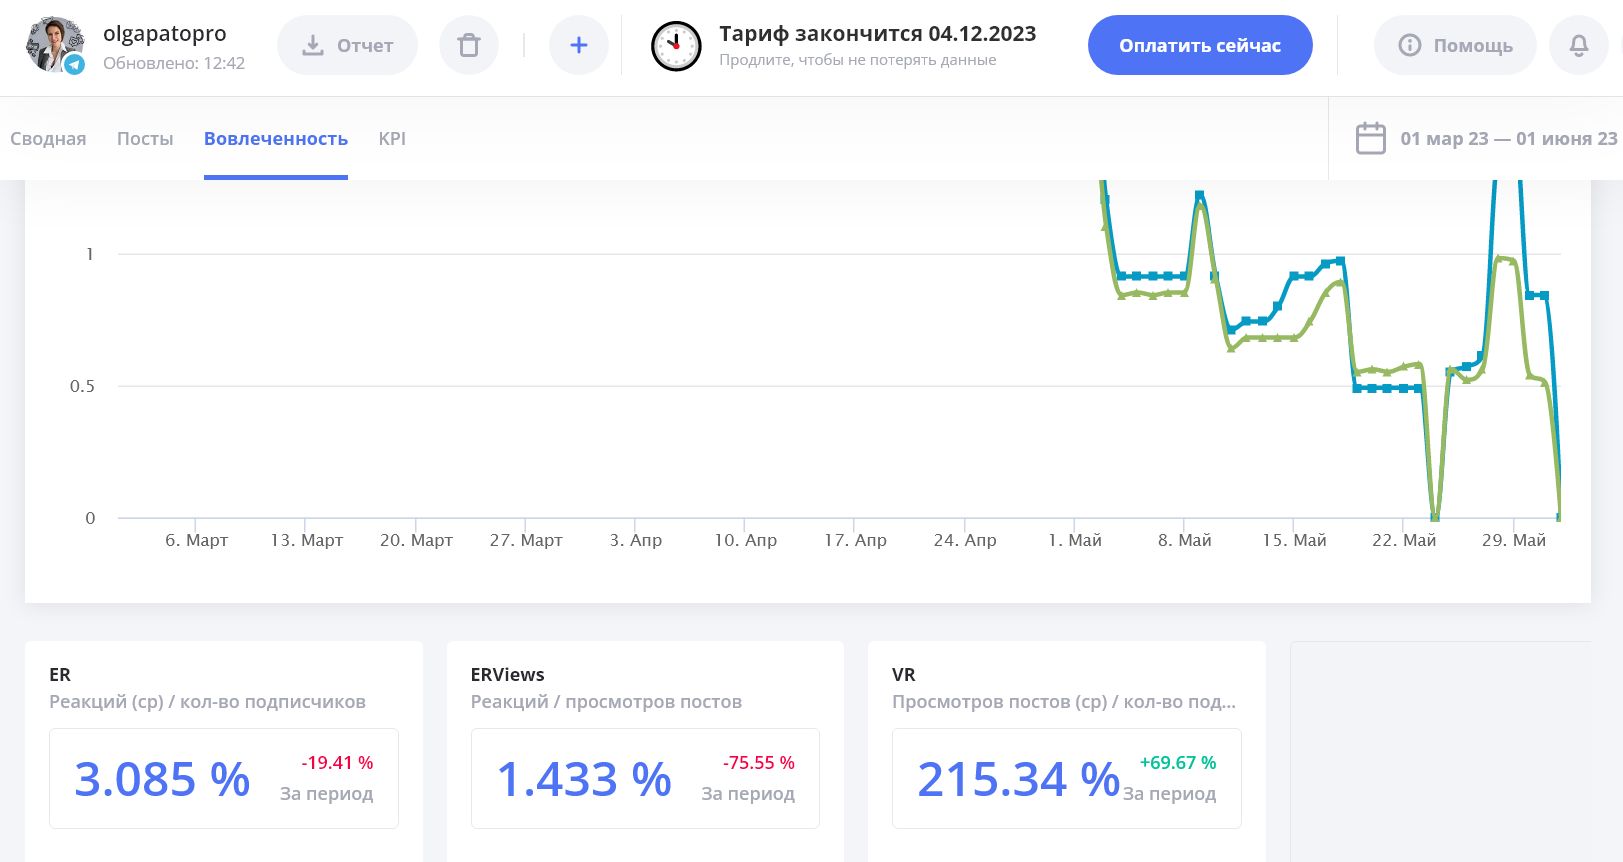 olgapatopro
Обновлено: 12:42
Отчет
Тариф закончится 04.12.2023
Продлите, чтобы не потерять данные
Оплатить сейчас
Помощь
Сводная
Посты
Вовлеченность
KPI
01 мар 23 — 01 июня 23
1
0.5
0
6. Март
13. Март
20. Март
27. Март
3. Апр
10. Апр
17. Апр
24. Апр
1. Май
8. Май
15. Май
22. Май
29. Май
ER
Реакций (ср) / кол-во подписчиков
3.085 %
-19.41 %
За период
ERViews
Реакций / просмотров постов
1.433 %
-75.55 %
За период
VR
Просмотров постов (ср) / кол-во под...
215.34 %
+69.67 %
За период